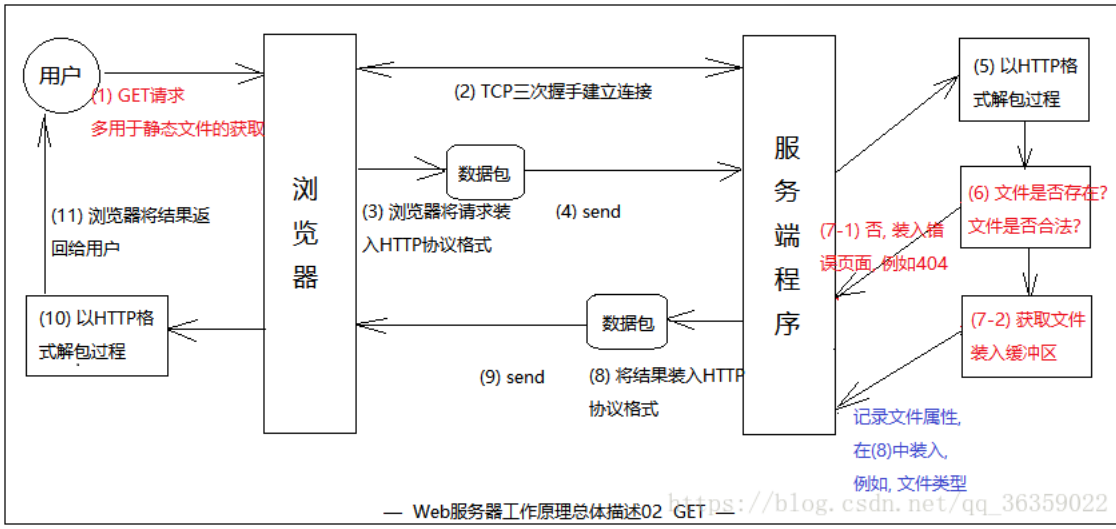 用户
(1) GET请求
多用于静态文件的获取
(2) TCP三次握手建立连接
浏览器
数据包
(3) 浏览器将请求装
入HTTP协议格式
(4) send
服务端程序
(5) 以HTTP格
式解包过程
(6) 文件是否存在?
文件是否合法?
(7-1) 否, 装入错
误页面, 例如404
(7-2) 获取文件
装入缓冲区
记录文件属性,
在(8)中装入,
例如, 文件类型
(8) 将结果装入HTTP
协议格式
数据包
(9) send
(10) 以HTTP格
式解包过程
(11) 浏览器将结果返
回给用户
— Web服务器工作原理总体描述02 GET —
https://blog.csdn.net/qq_36359022